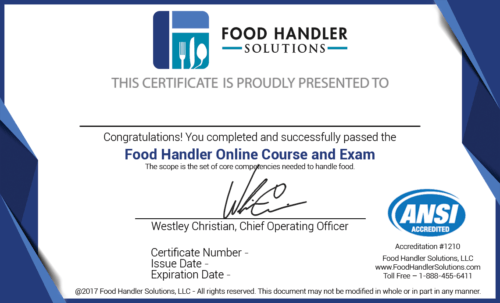 FOOD HANDLER
SOLUTIONS
THIS CERTIFICATE IS PROUDLY PRESENTED TO
Congratulations! You completed and successfully passed the
Food Handler Online Course and Exam
The scope is the set of core competencies needed to handle food.
Westley Christian, Chief Operating Officer
Certificate Number -
Issue Date -
Expiration Date -
ANSI
ACCREDITED
Accreditation #1210
Food Handler Solutions, LLC
www.FoodHandlerSolutions.com
Toll Free – 1-888-455-6411
@2017 Food Handler Solutions, LLC - All rights reserved. This document may not be modified in whole or in part in any manner.